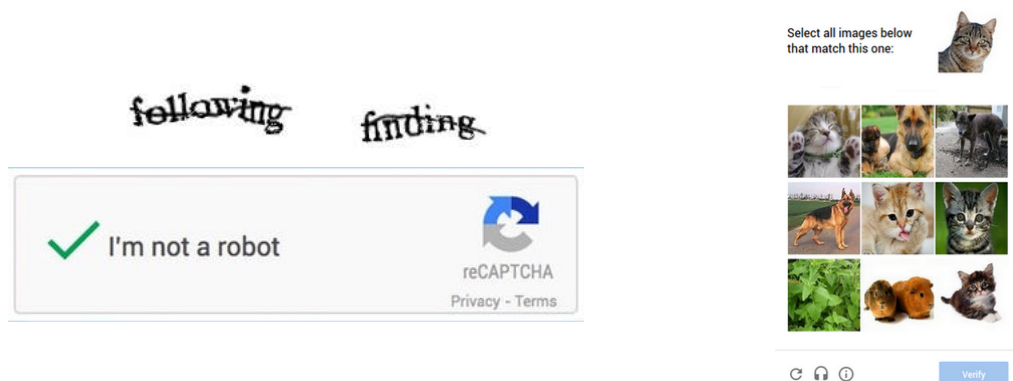 following finding
I'm not a robot
reCAPTCHA
Privacy - Terms
Select all images below
that match this one:
Verify